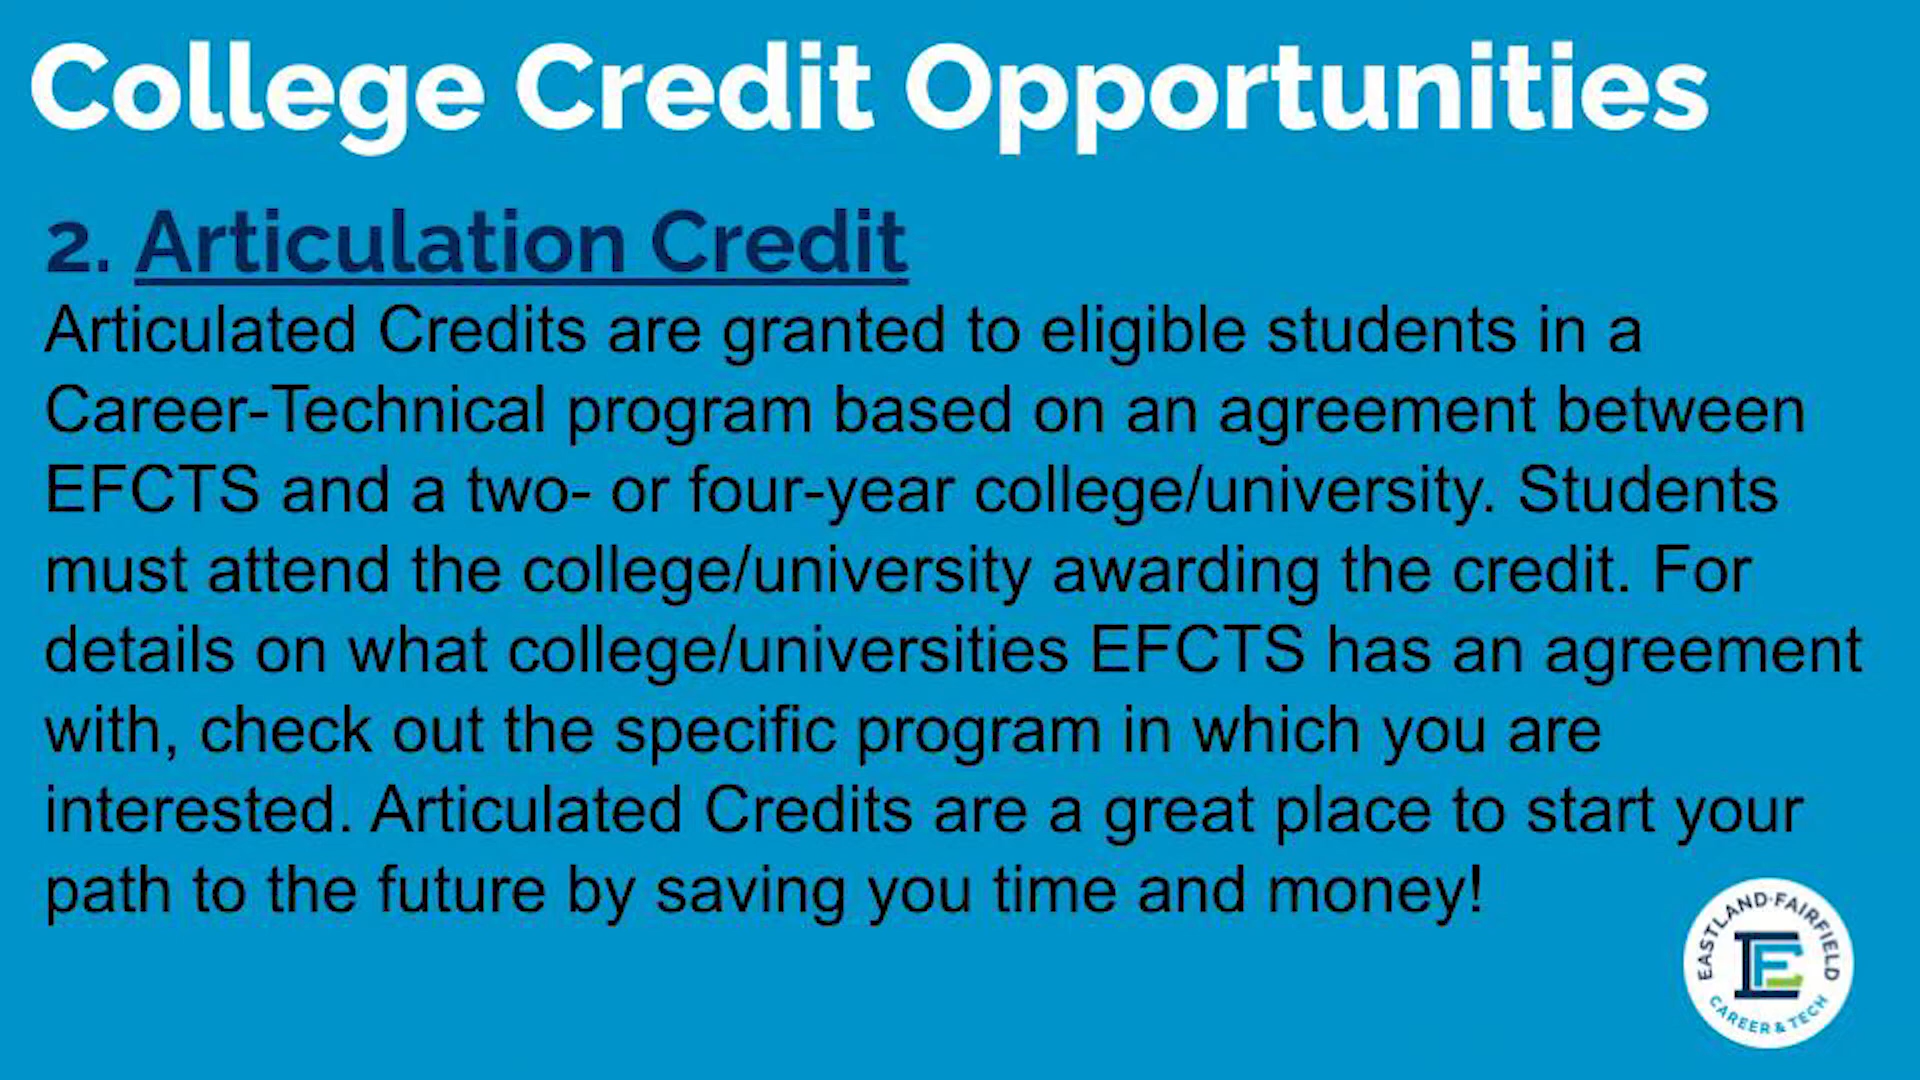 College Credit Opportunities
2. Articulation Credit
Articulated Credits are granted to eligible students in a
Career-Technical program based on an agreement between
EFCTS and a two- or four-year college/university. Students
must attend the college/university awarding the credit. For
details on what college/universities EFCTS has an agreement
with, check out the specific program in which you are
interested. Articulated Credits are a great place to start your
path to the future by saving you time and money!
EASTLAND-FAIRFIELD
EF
CAREER & TECH